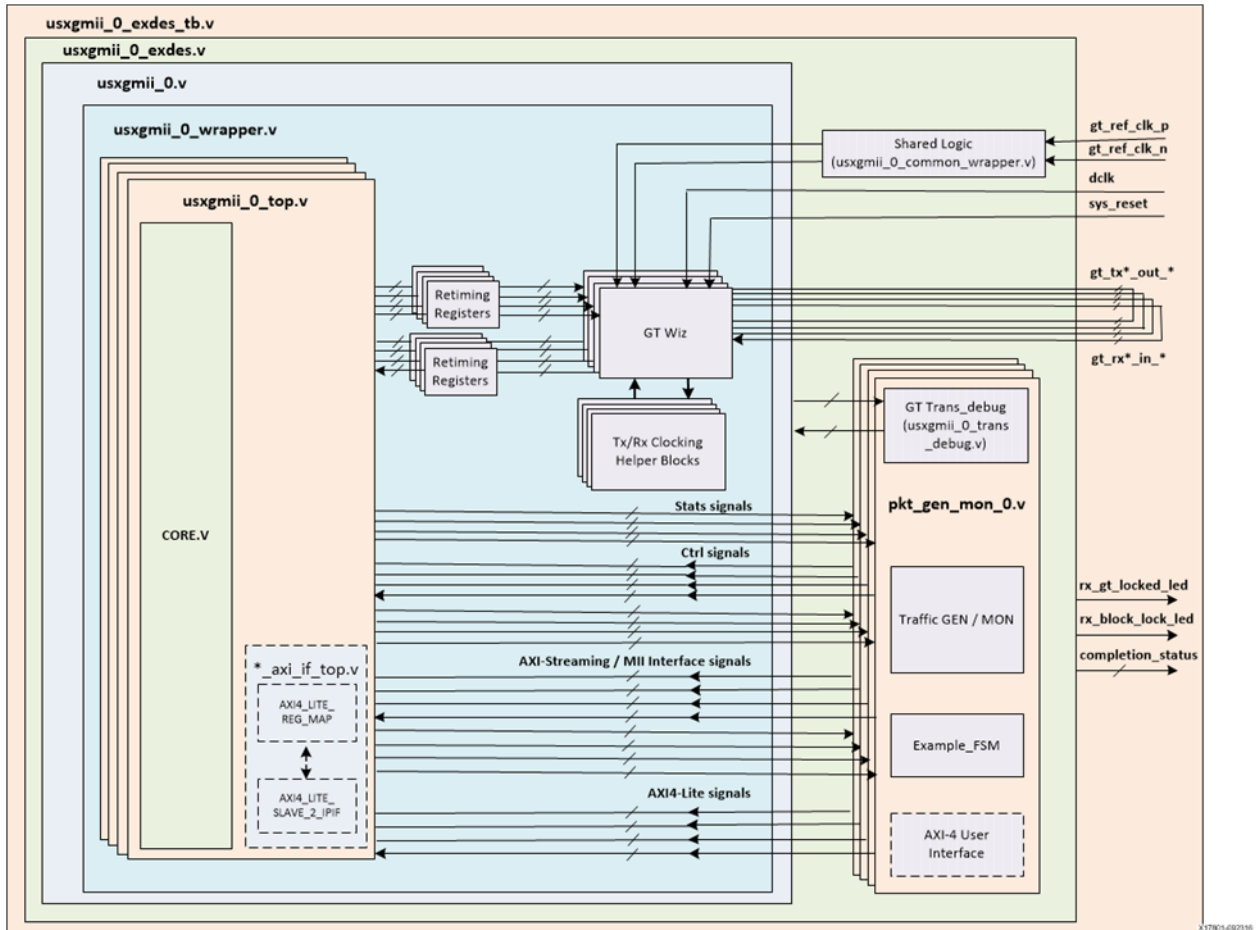 usxgmii_0_exdes_tb.v
usxgmii_0_exdes.v
usxgmii_0.v
usxgmii_0_wrapper.v
usxgmii_0_top.v
CORE.V
*_axi_if_top.v
AXI4_LITE_
REG_MAP
AXI4_LITE_
SLAVE_2_IPIF
Retiming
Registers
Retiming
Registers
GT Wiz
Tx/Rx Clocking
Helper Blocks
Shared Logic
(usxgmii_0_common_wrapper.v)
gt_ref_clk_p
gt_ref_clk_n
dclk
sys_reset
gt_tx*_out_*
gt_rx*_in_*
GT Trans_debug
(usxgmii_0_trans
_debug.v)
pkt_gen_mon_0.v
Stats signals
Ctrl signals
Traffic GEN / MON
rx_gt_locked_led
rx_block_lock_led
completion_status
AXI-Streaming / MII Interface signals
Example_FSM
AXI4-Lite signals
AXI-4 User
Interface
X17801-092316